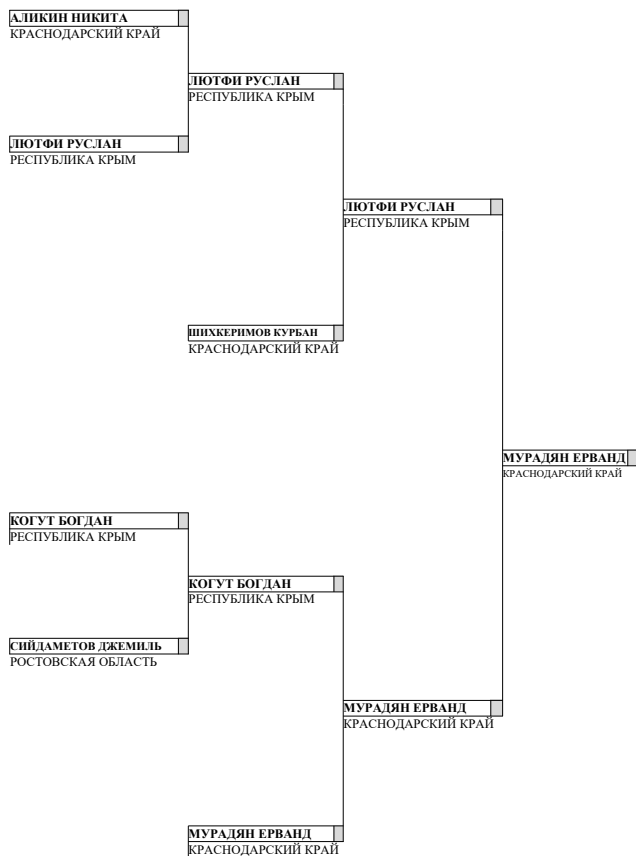 АЛИКИН НИКИТА
КРАСНОДАРСКИЙ КРАЙ
ЛЮТФИ РУСЛАН
РЕСПУБЛИКА КРЫМ
ЛЮТФИ РУСЛАН
РЕСПУБЛИКА КРЫМ
ЛЮТФИ РУСЛАН
РЕСПУБЛИКА КРЫМ
ШИХКЕРИМОВ КУРБАН
КРАСНОДАРСКИЙ КРАЙ
МУРАДЯН ЕРВАНД
КРАСНОДАРСКИЙ КРАЙ
КОГУТ БОГДАН
РЕСПУБЛИКА КРЫМ
КОГУТ БОГДАН
РЕСПУБЛИКА КРЫМ
СИЙДАМЕТОВ ДЖЕМИЛЬ
РОСТОВСКАЯ ОБЛАСТЬ
МУРАДЯН ЕРВАНД
КРАСНОДАРСКИЙ КРАЙ
МУРАДЯН ЕРВАНД
КРАСНОДАРСКИЙ КРАЙ